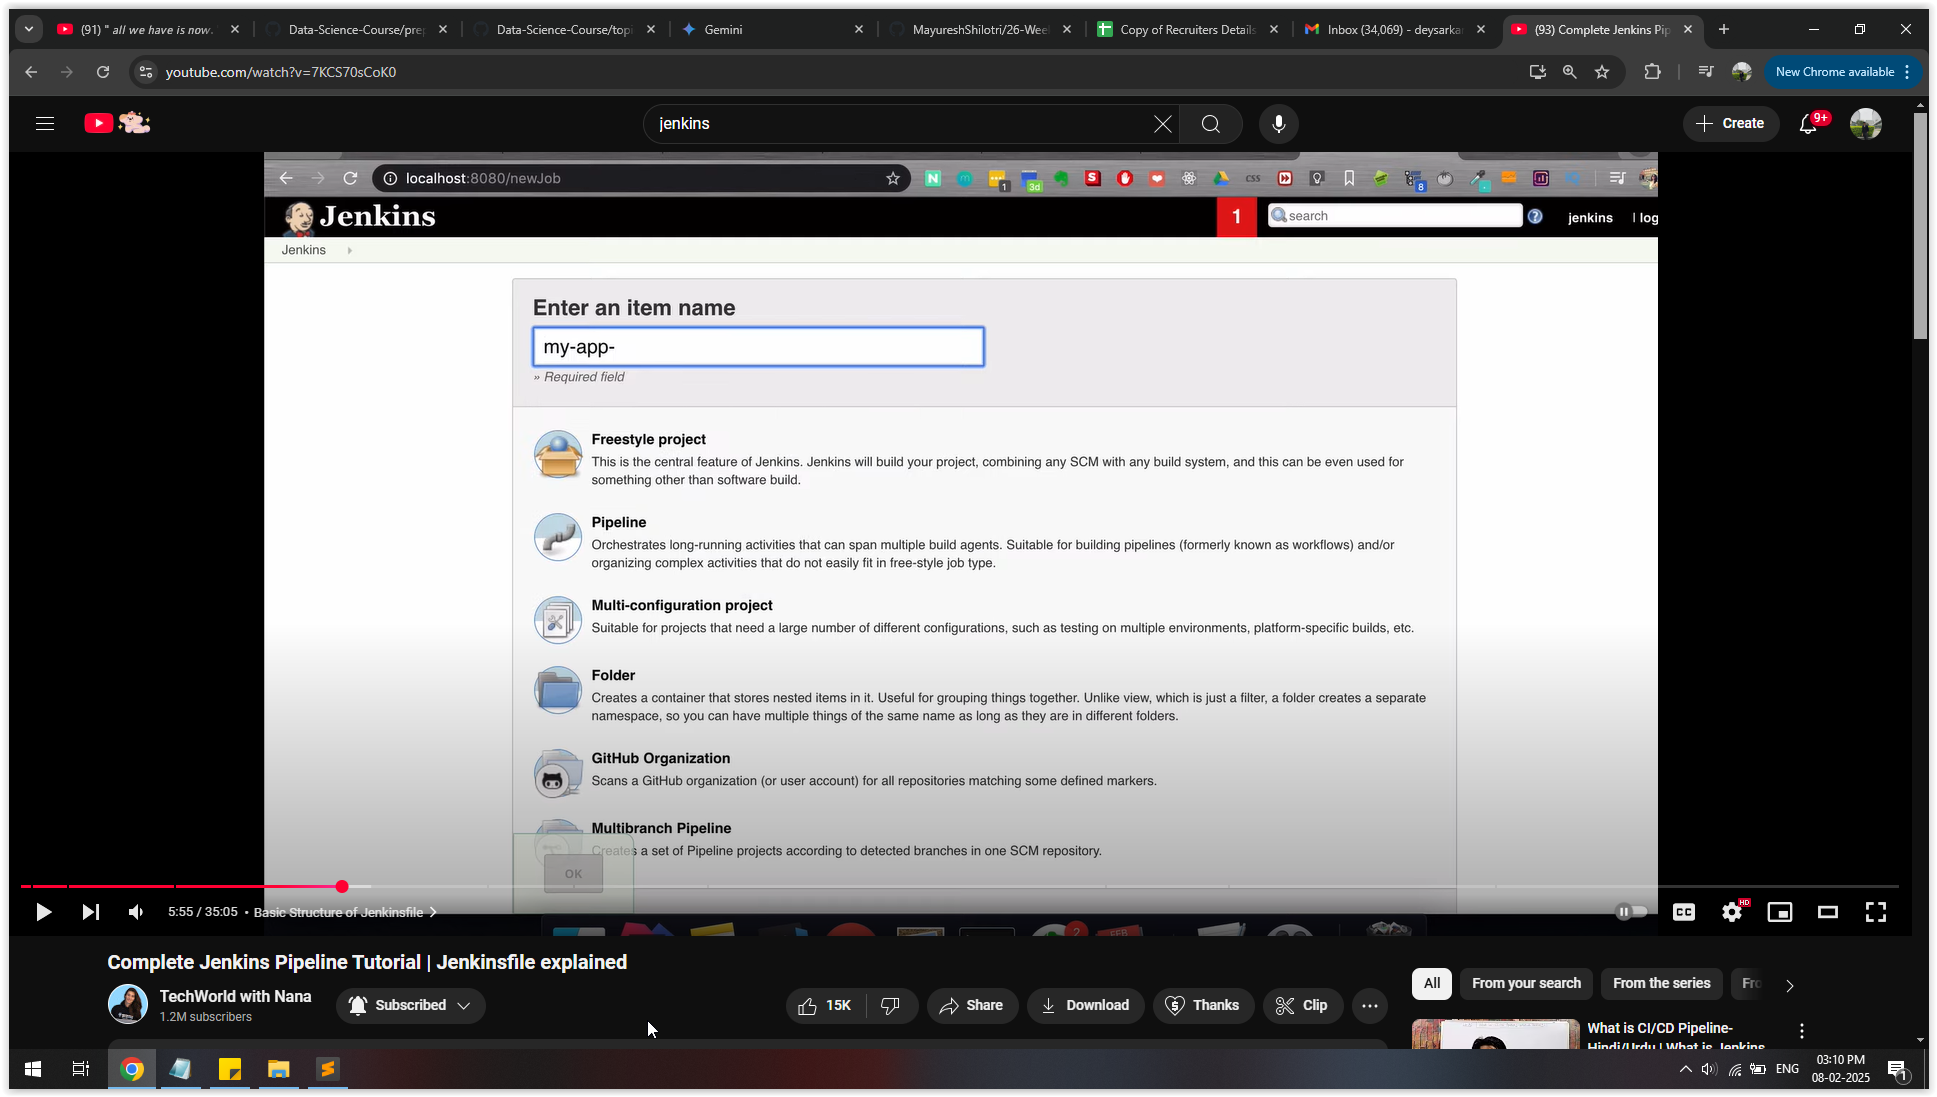 (91) " all we have is now.
Data-Science-Course/prep
Data-Science-Course/topi
Gemini
MayureshShilotri/26-Wee
Copy of Recruiters Details
Inbox (34,069) - deysarka
(93) Complete Jenkins Pip
youtube.com/watch?v=7KCS70sCoK0
New Chrome available
jenkins
Create
9+
localhost:8080/newJob
N
1
3d
S
css
8
Jenkins
1
search
?
jenkins
| log
Jenkins
Enter an item name
my-app-
» Required field
Freestyle project
This is the central feature of Jenkins. Jenkins will build your project, combining any SCM with any build system, and this can be even used for
something other than software build.
Pipeline
Orchestrates long-running activities that can span multiple build agents. Suitable for building pipelines (formerly known as workflows) and/or
organizing complex activities that do not easily fit in free-style job type.
Multi-configuration project
Suitable for projects that need a large number of different configurations, such as testing on multiple environments, platform-specific builds, etc.
Folder
Creates a container that stores nested items in it. Useful for grouping things together. Unlike view, which is just a filter, a folder creates a separate
namespace, so you can have multiple things of the same name as long as they are in different folders.
GitHub Organization
Scans a GitHub organization (or user account) for all repositories matching some defined markers.
Multibranch Pipeline
Creates a set of Pipeline projects according to detected branches in one SCM repository.
OK
5:55 / 35:05 • Basic Structure of Jenkinsfile
CC
HD
2
FEB
Complete Jenkins Pipeline Tutorial | Jenkinsfile explained
TechWorld with Nana
1.2M subscribers
Subscribed
15K
Share
Download
Thanks
Clip
All
From your search
From the series
Fro
What is CI/CD Pipeline-
Hindi/Urdu | What is Jenkins
ENG
03:10 PM
08-02-2025
1